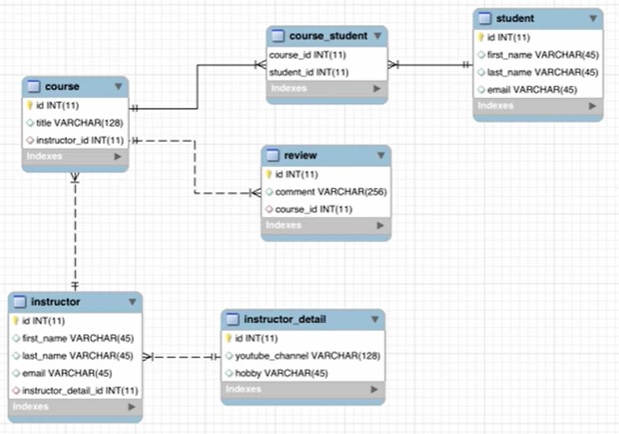 course
id INT(11)
title VARCHAR(128)
instructor_id INT(11)
Indexes
course_student
course_id INT(11)
student_id INT(11)
Indexes
student
id INT(11)
first_name VARCHAR(45)
last_name VARCHAR(45)
email VARCHAR(45)
Indexes
review
id INT(11)
comment VARCHAR(256)
course_id INT(11)
Indexes
instructor
id INT(11)
first_name VARCHAR(45)
last_name VARCHAR(45)
email VARCHAR(45)
instructor_detail_id INT(11)
Indexes
instructor_detail
id INT(11)
youtube_channel VARCHAR(128)
hobby VARCHAR(45)
Indexes